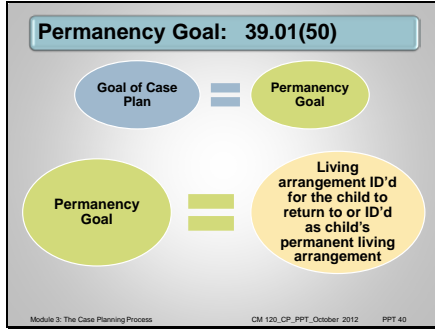 Permanency Goal: 39.01(50)
Goal of Case
Plan
Permanency
Goal
Permanency
Goal
Living
arrangement ID'd
for the child to
return to or ID'd
as child's
permanent living
arrangement
Module 3: The Case Planning Process
CM 120_CP_PPT_October 2012
PPT 40